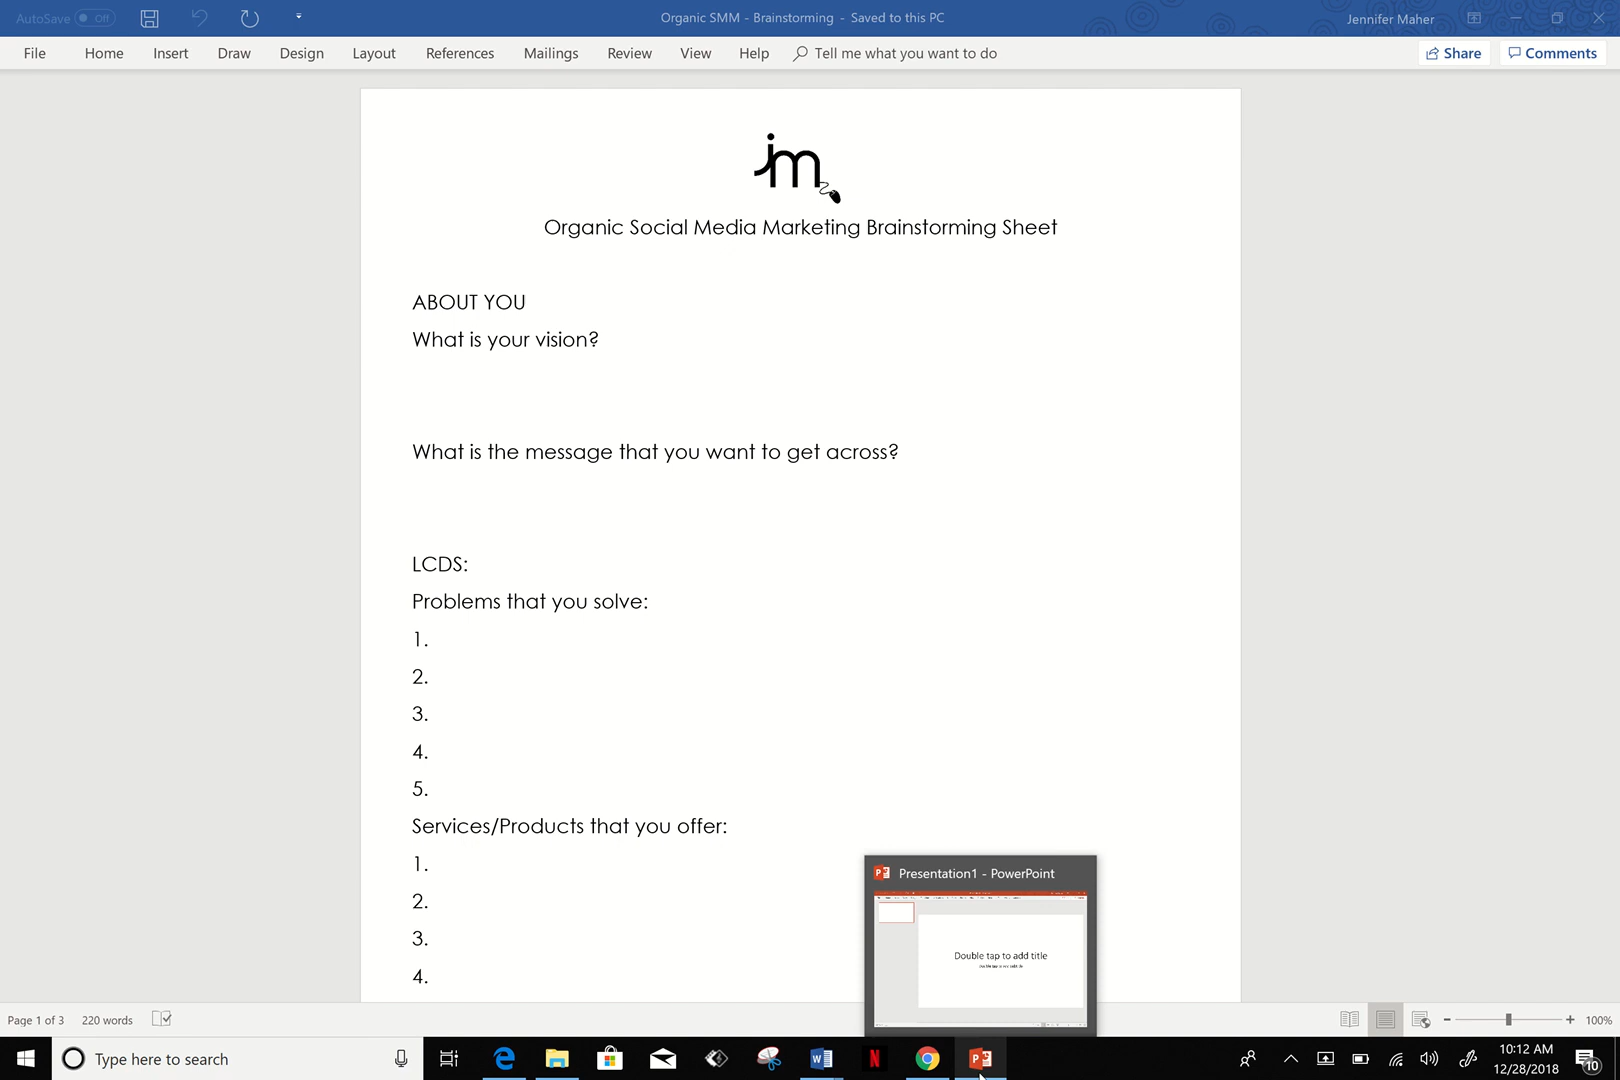 AutoSave Off
Organic SMM - Brainstorming - Saved to this PC
Jennifer Maher
File Home Insert Draw Design Layout References Mailings Review View Help Tell me what you want to do Share Comments
jm
Organic Social Media Marketing Brainstorming Sheet
ABOUT YOU
What is your vision?
What is the message that you want to get across?
LCDS:
Problems that you solve:
1.
2.
3.
4.
5.
Services/Products that you offer:
1.
2.
3.
4.
Presentation1 - PowerPoint
Double tap to add title
Page 1 of 3 220 words
100%
Type here to search
10:12 AM
12/28/2018
10